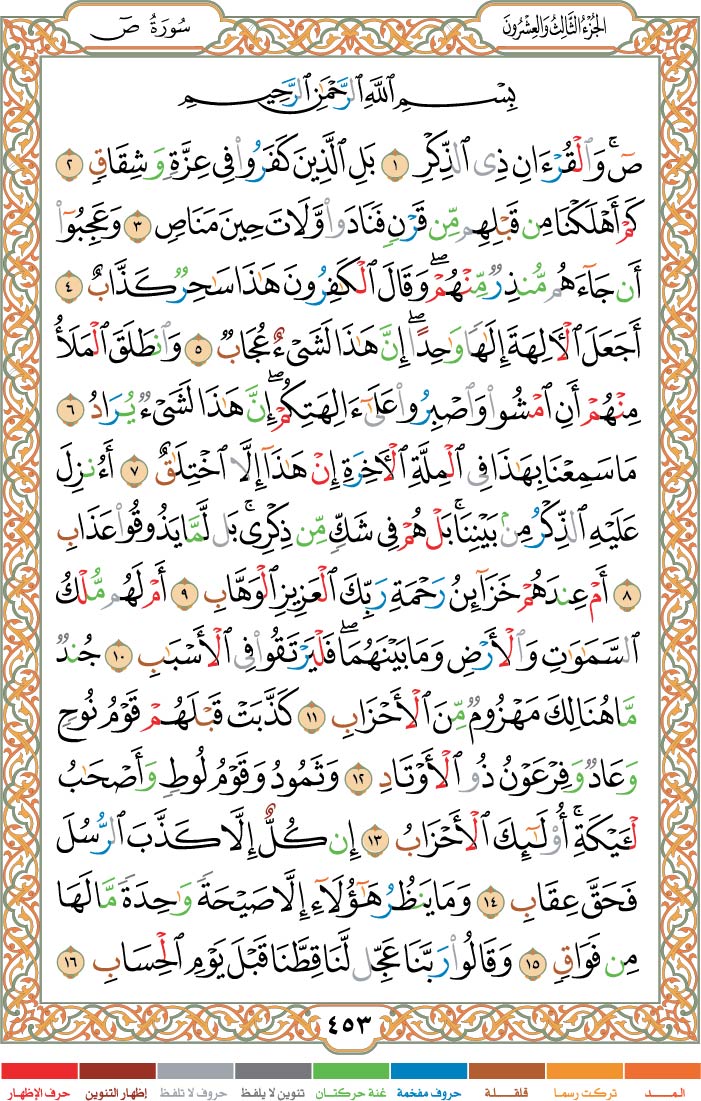 سُورَةُ صٓ
الجُزْءُ الثَّالِثُ وَالعِشْرُونَ
بِسْمِ ٱللَّهِ ٱلرَّحْمَٰنِ ٱلرَّحِيمِ
صٓۚ وَٱلْقُرْءَانِ ذِى ٱلذِّكْرِ ١ بَلِ ٱلَّذِينَ كَفَرُوا۟ فِى عِزَّةٍ وَشِقَاقٍ ٢
كَمْ أَهْلَكْنَا مِن قَبْلِهِم مِّن قَرْنٍ فَنَادَوا۟ وَّلَاتَ حِينَ مَنَاصٍ ٣ وَعَجِبُوٓا۟
أَن جَآءَهُم مُّنذِرٌ مِّنْهُمْۖ وَقَالَ ٱلْكَٰفِرُونَ هَٰذَا سَٰحِرٌ كَذَّابٌ ٤
أَجَعَلَ ٱلْءَالِهَةَ إِلَٰهًا وَٰحِدًاۖ إِنَّ هَٰذَا لَشَىْءٌ عُجَابٌ ٥ وَٱنطَلَقَ ٱلْمَلَأُ
مِنْهُمْ أَنِ ٱمْشُوا۟ وَٱصْبِرُوا۟ عَلَىٰٓ ءَالِهَتِكُمْۖ إِنَّ هَٰذَا لَشَىْءٌ يُرَادُ ٦
مَا سَمِعْنَا بِهَٰذَا فِى ٱلْمِلَّةِ ٱلْءَاخِرَةِ إِنْ هَٰذَآ إِلَّا ٱخْتِلَٰقٌ ٧ أَءُنزِلَ
عَلَيْهِ ٱلذِّكْرُ مِنۢ بَيْنِنَاۚ بَلْ هُمْ فِى شَكٍّ مِّن ذِكْرِىۚ بَل لَّمَّا يَذُوقُوا۟ عَذَابِ
٨ أَمْ عِندَهُمْ خَزَآئِنُ رَحْمَةِ رَبِّكَ ٱلْعَزِيزِ ٱلْوَهَّابِ ٩ أَمْ لَهُم مُّلْكُ
ٱلسَّمَٰوَٰتِ وَٱلْأَرْضِ وَمَا بَيْنَهُمَاۖ فَلْيَرْتَقُوا۟ فِى ٱلْأَسْبَٰبِ ١٠ جُندٌ
مَّا هُنَالِكَ مَهْزُومٌ مِّنَ ٱلْأَحْزَابِ ١١ كَذَّبَتْ قَبْلَهُمْ قَوْمُ نُوحٍ
وَعَادٌ وَفِرْعَوْنُ ذُو ٱلْأَوْتَادِ ١٢ وَثَمُودُ وَقَوْمُ لُوطٍ وَأَصْحَٰبُ
لْـَٔيْكَةِۚ أُو۟لَٰٓئِكَ ٱلْأَحْزَابُ ١٣ إِن كُلٌّ إِلَّا كَذَّبَ ٱلرُّسُلَ
فَحَقَّ عِقَابِ ١٤ وَمَا يَنظُرُ هَٰٓؤُلَآءِ إِلَّا صَيْحَةً وَٰحِدَةً مَّا لَهَا
مِن فَوَاقٍ ١٥ وَقَالُوا۟ رَبَّنَا عَجِّل لَّنَا قِطَّنَا قَبْلَ يَوْمِ ٱلْحِسَابِ ١٦
٤٥٣
المــــد تركت رسما قلقـلـة حروف مفخمة غنة حركتـان تنوين لا يلفظ حروف لا تلفظ إظهار التنوين حرف الإظهار